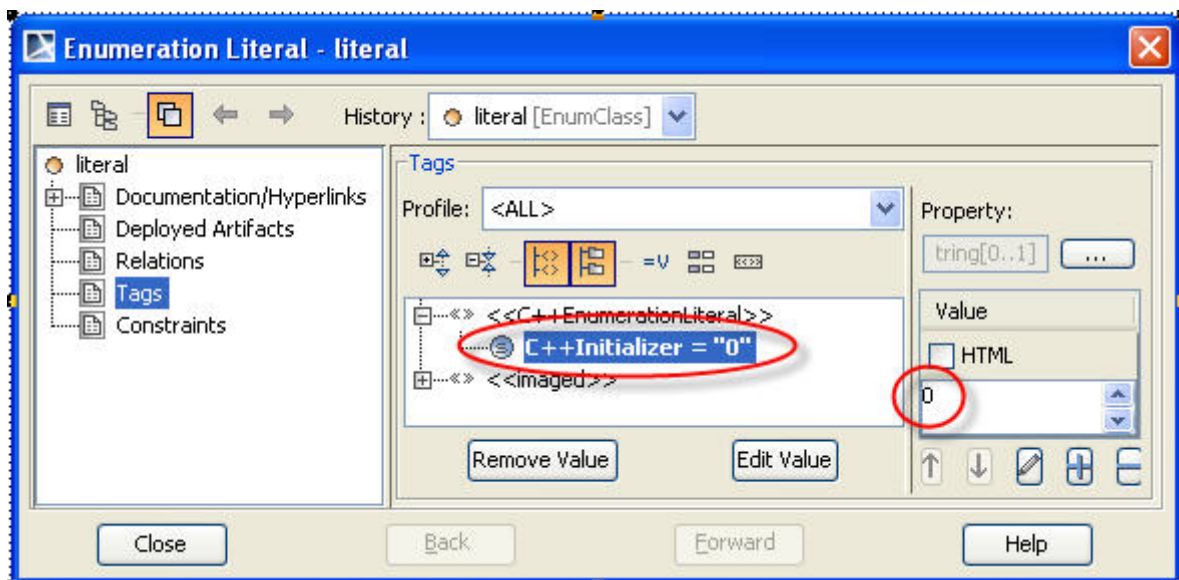 Enumeration Literal - literal
History : literal [EnumClass]
literal
Documentation/Hyperlinks
Deployed Artifacts
Relations
Tags
Constraints
Tags
Profile: <ALL>
=V
<<C++EnumerationLiteral>>
C++Initializer = "0"
<<Imaged>>
Remove Value
Edit Value
Property:
tring[0..1]
...
Value
HTML
0
Close
Back
Forward
Help